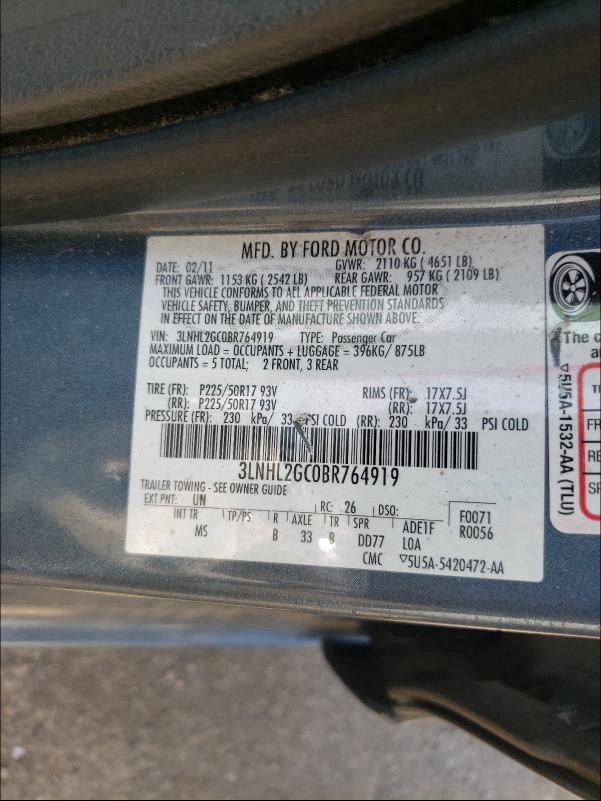 MFD. BY FORD MOTOR CO.
DATE: 02/11 GVWR: 2110 KG ( 4651 LB)
FRONT GAWR: 1153 KG ( 2542 LB) REAR GAWR: 957 KG ( 2109 LB)
THIS VEHICLE CONFORMS TO ALL APPLICABLE FEDERAL MOTOR
VEHICLE SAFETY, BUMPER, AND THEFT PREVENTION STANDARDS
IN EFFECT ON THE DATE OF MANUFACTURE SHOWN ABOVE.
VIN: 3LNHL2GC0BR764919 TYPE: Passenger Car
MAXIMUM LOAD = OCCUPANTS + LUGGAGE = 396KG/ 875LB
OCCUPANTS = 5 TOTAL; 2 FRONT, 3 REAR
TIRE (FR): P225/50R17 93V RIMS (FR): 17X7.5J
(RR): P225/50R17 93V (RR): 17X7.5J
PRESSURE (FR): 230 kPa/ 33 PSI COLD (RR): 230 kPa/ 33 PSI COLD
3LNHL2GC0BR764919
TRAILER TOWING - SEE OWNER GUIDE
EXT PNT: UN RC: 26 DSO: F0071
INT TR TP/PS R AXLE TR SPR ADE1F R0056
MS B 33 B DD77 LOA
CMC ▽5U5A-5420472-AA
▽5U5A-1532-AA (TLU)
The c
FR
RE
SP